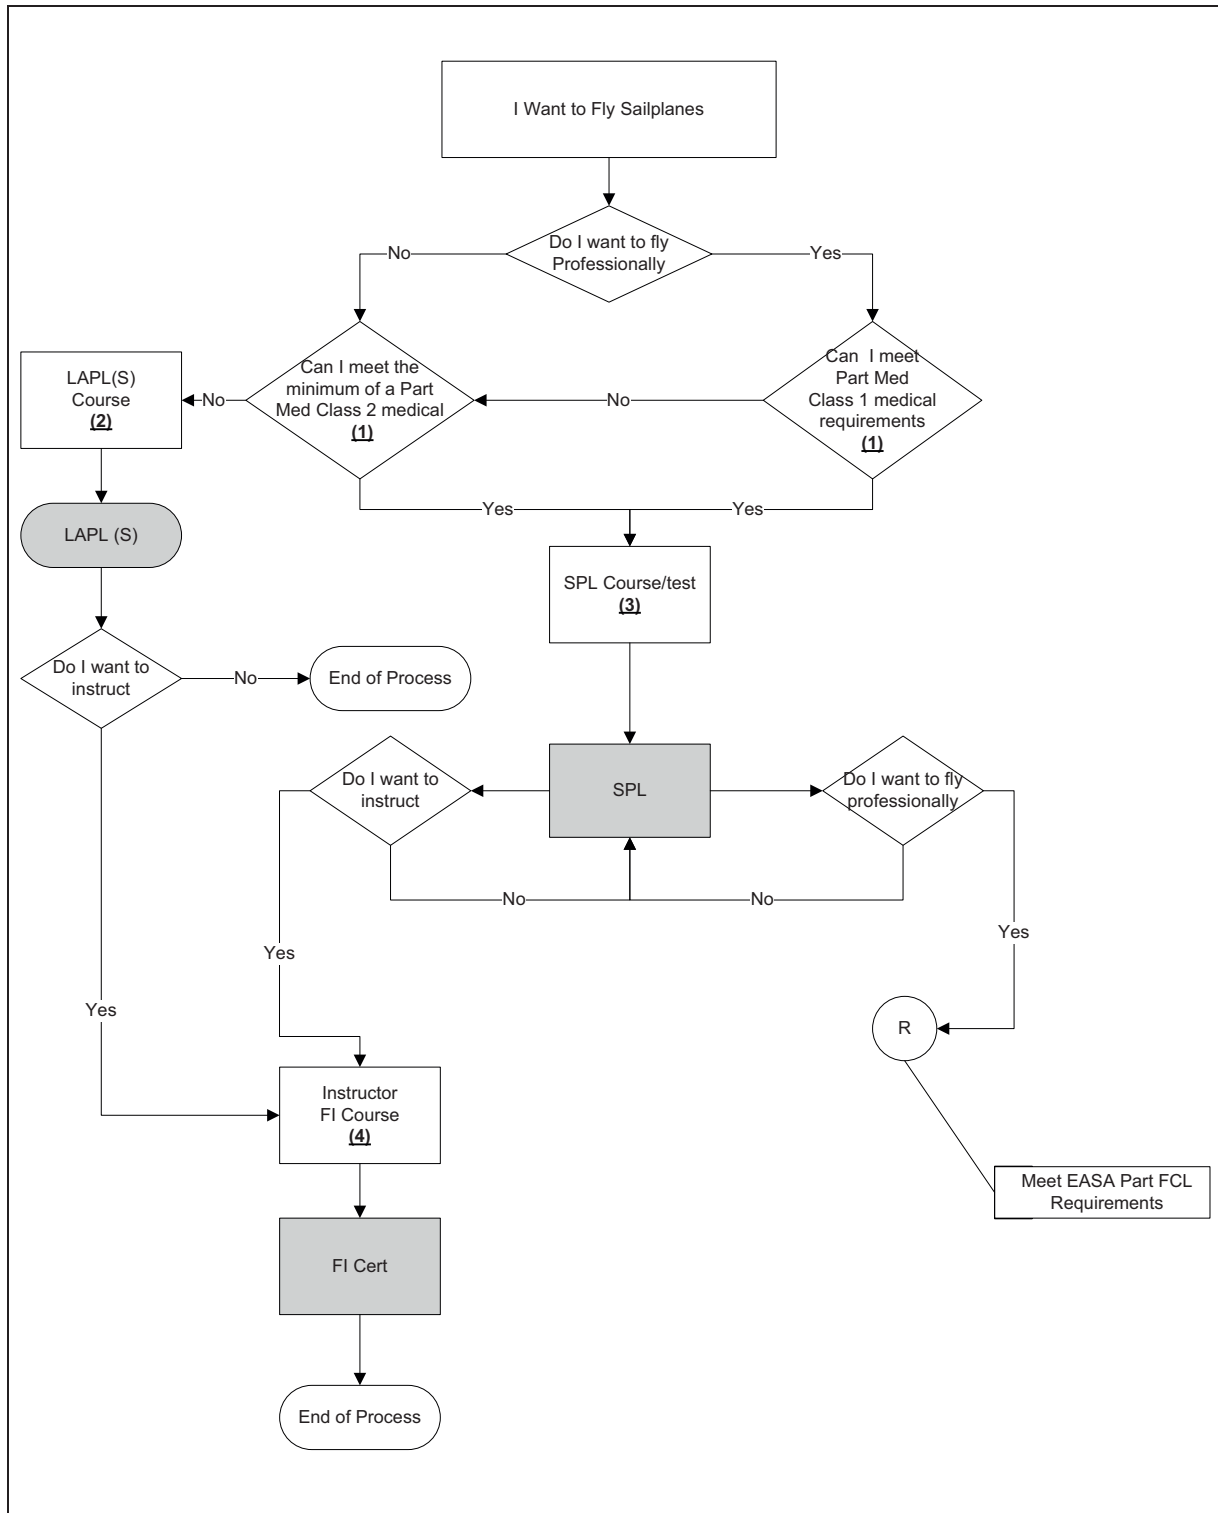 I Want to Fly Sailplanes
Do I want to fly
Professionally
No
Yes
Can I meet the
minimum of a Part
Med Class 2 medical
(1)
Can I meet
Part Med
Class 1 medical
requirements
(1)
LAPL(S)
Course
(2)
No
No
Yes
Yes
LAPL (S)
SPL Course/test
(3)
Do I want to
instruct
No
End of Process
Do I want to
instruct
SPL
Do I want to fly
professionally
No
No
Yes
Yes
Yes
R
Instructor
FI Course
(4)
Meet EASA Part FCL
Requirements
FI Cert
End of Process